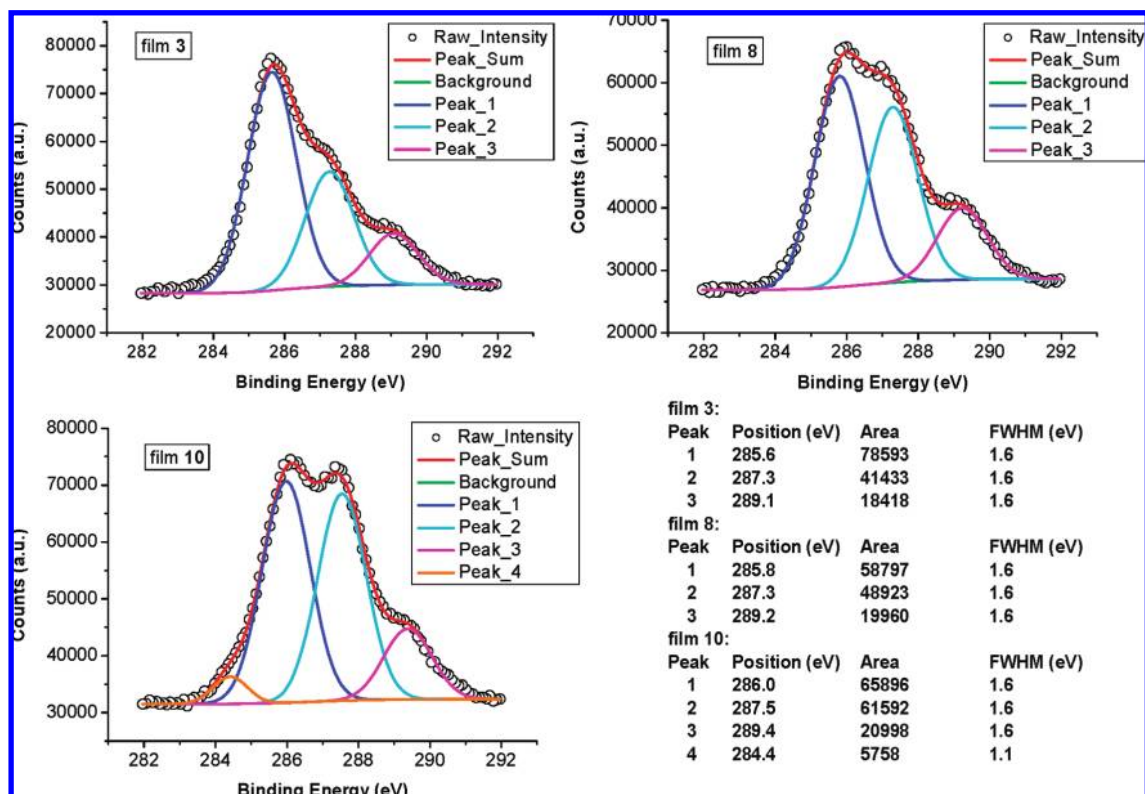 film 3
Raw_Intensity
Peak_Sum
Background
Peak_1
Peak_2
Peak_3
80000
70000
60000
50000
40000
30000
20000
Counts (a.u.)
282 284 286 288 290 292
Binding Energy (eV)
film 8
Raw_Intensity
Peak_Sum
Background
Peak_1
Peak_2
Peak_3
70000
60000
50000
40000
30000
20000
Counts (a.u.)
282 284 286 288 290 292
Binding Energy (eV)
film 10
Raw_Intensity
Peak_Sum
Background
Peak_1
Peak_2
Peak_3
Peak_4
80000
70000
60000
50000
40000
30000
Counts (a.u.)
282 284 286 288 290 292
Binding Energy (eV)
film 3:
Peak Position (eV) Area FWHM (eV)
1 285.6 78593 1.6
2 287.3 41433 1.6
3 289.1 18418 1.6
film 8:
Peak Position (eV) Area FWHM (eV)
1 285.8 58797 1.6
2 287.3 48923 1.6
3 289.2 19960 1.6
film 10:
Peak Position (eV) Area FWHM (eV)
1 286.0 65896 1.6
2 287.5 61592 1.6
3 289.4 20998 1.6
4 284.4 5758 1.1